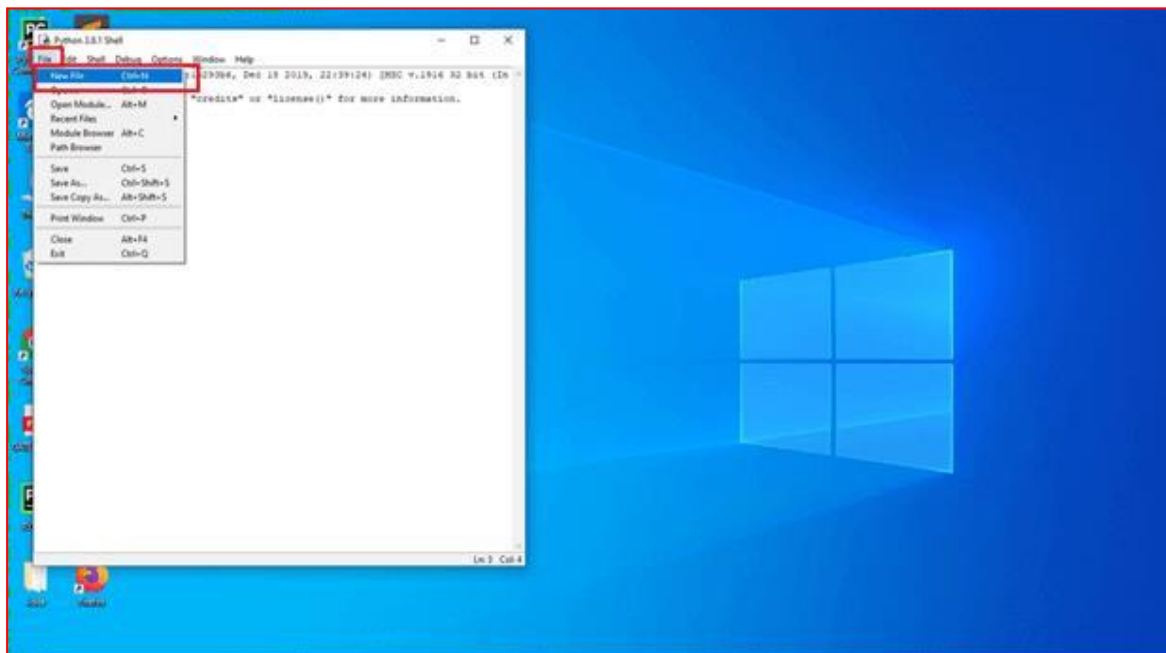 Python 3.8.1 Shell
File Edit Shell Debug Options Window Help
New File Ctrl+N
Dec 18 2019, 22:39:24) [MSC v.1916 32 bit (In
"credits" or "license()" for more information.
Open Module... Alt+M
Recent Files
Module Browser Alt+C
Path Browser
Save Ctrl+S
Save As... Ctrl+Shift+S
Save Copy As... Alt+Shift+S
Print Window Ctrl+P
Close Alt+F4
Exit Ctrl+Q
Ln: 3 Col: 4